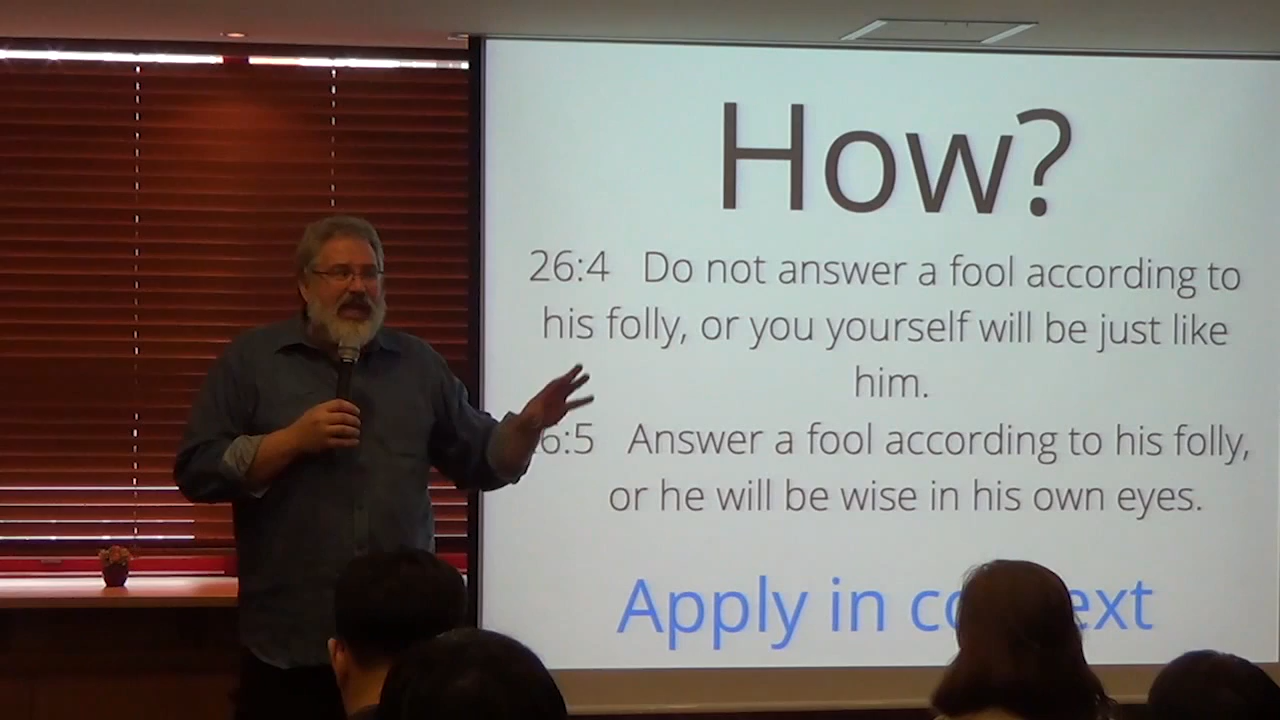 How?
26:4 Do not answer a fool according to
his folly, or you yourself will be just like
him.
6:5 Answer a fool according to his folly,
or he will be wise in his own eyes.
Apply in